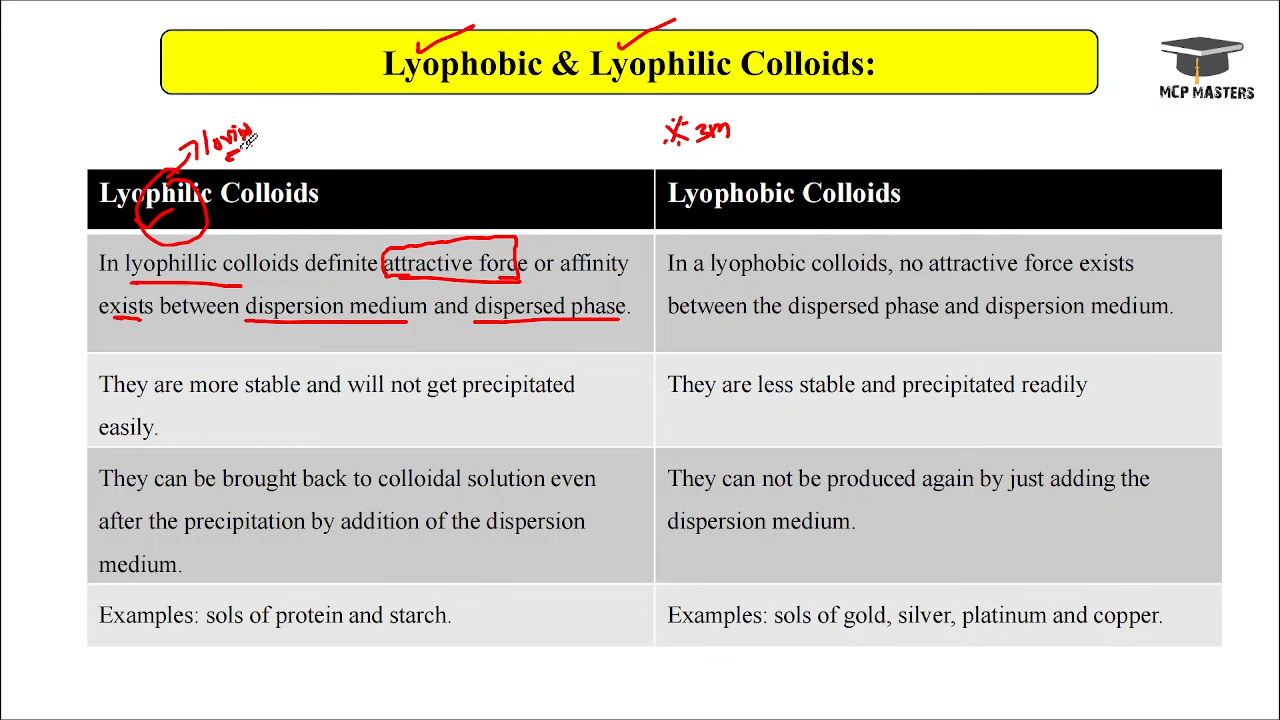 Lyophobic & Lyophilic Colloids:
MCP MASTERS
3m
Lyophilic Colloids
Lyophobic Colloids
In lyophillic colloids definite attractive force or affinity
exists between dispersion medium and dispersed phase.
In a lyophobic colloids, no attractive force exists
between the dispersed phase and dispersion medium.
They are more stable and will not get precipitated
easily.
They are less stable and precipitated readily
They can be brought back to colloidal solution even
after the precipitation by addition of the dispersion
medium.
They can not be produced again by just adding the
dispersion medium.
Examples: sols of protein and starch.
Examples: sols of gold, silver, platinum and copper.